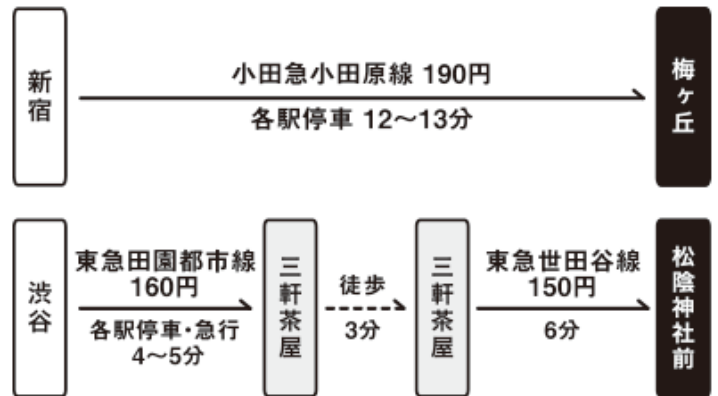 新宿
小田急小田原線 190円
各駅停車 12〜13分
梅ヶ丘
渋谷
東急田園都市線
160円
各駅停車・急行
4〜5分
三軒茶屋
徒歩
3分
三軒茶屋
東急世田谷線
150円
6分
松陰神社前